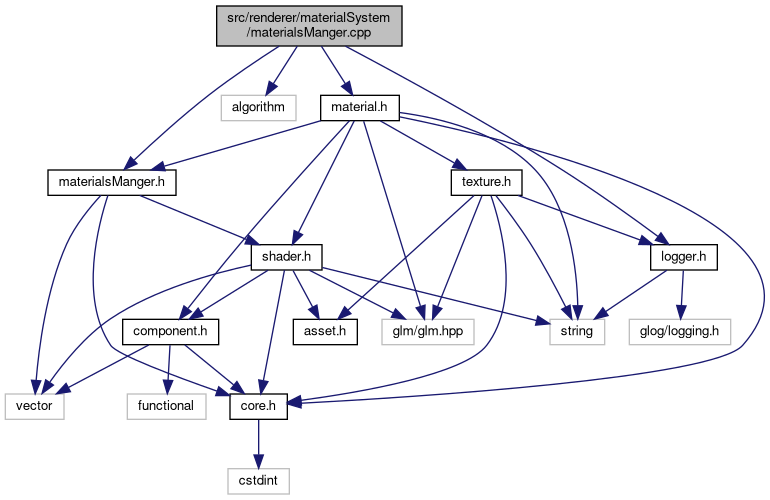 src/renderer/materialSystem
/materialsManger.cpp
algorithm
material.h
materialsManger.h
texture.h
shader.h
logger.h
component.h
asset.h
glm/glm.hpp
string
glog/logging.h
vector
functional
core.h
cstdint